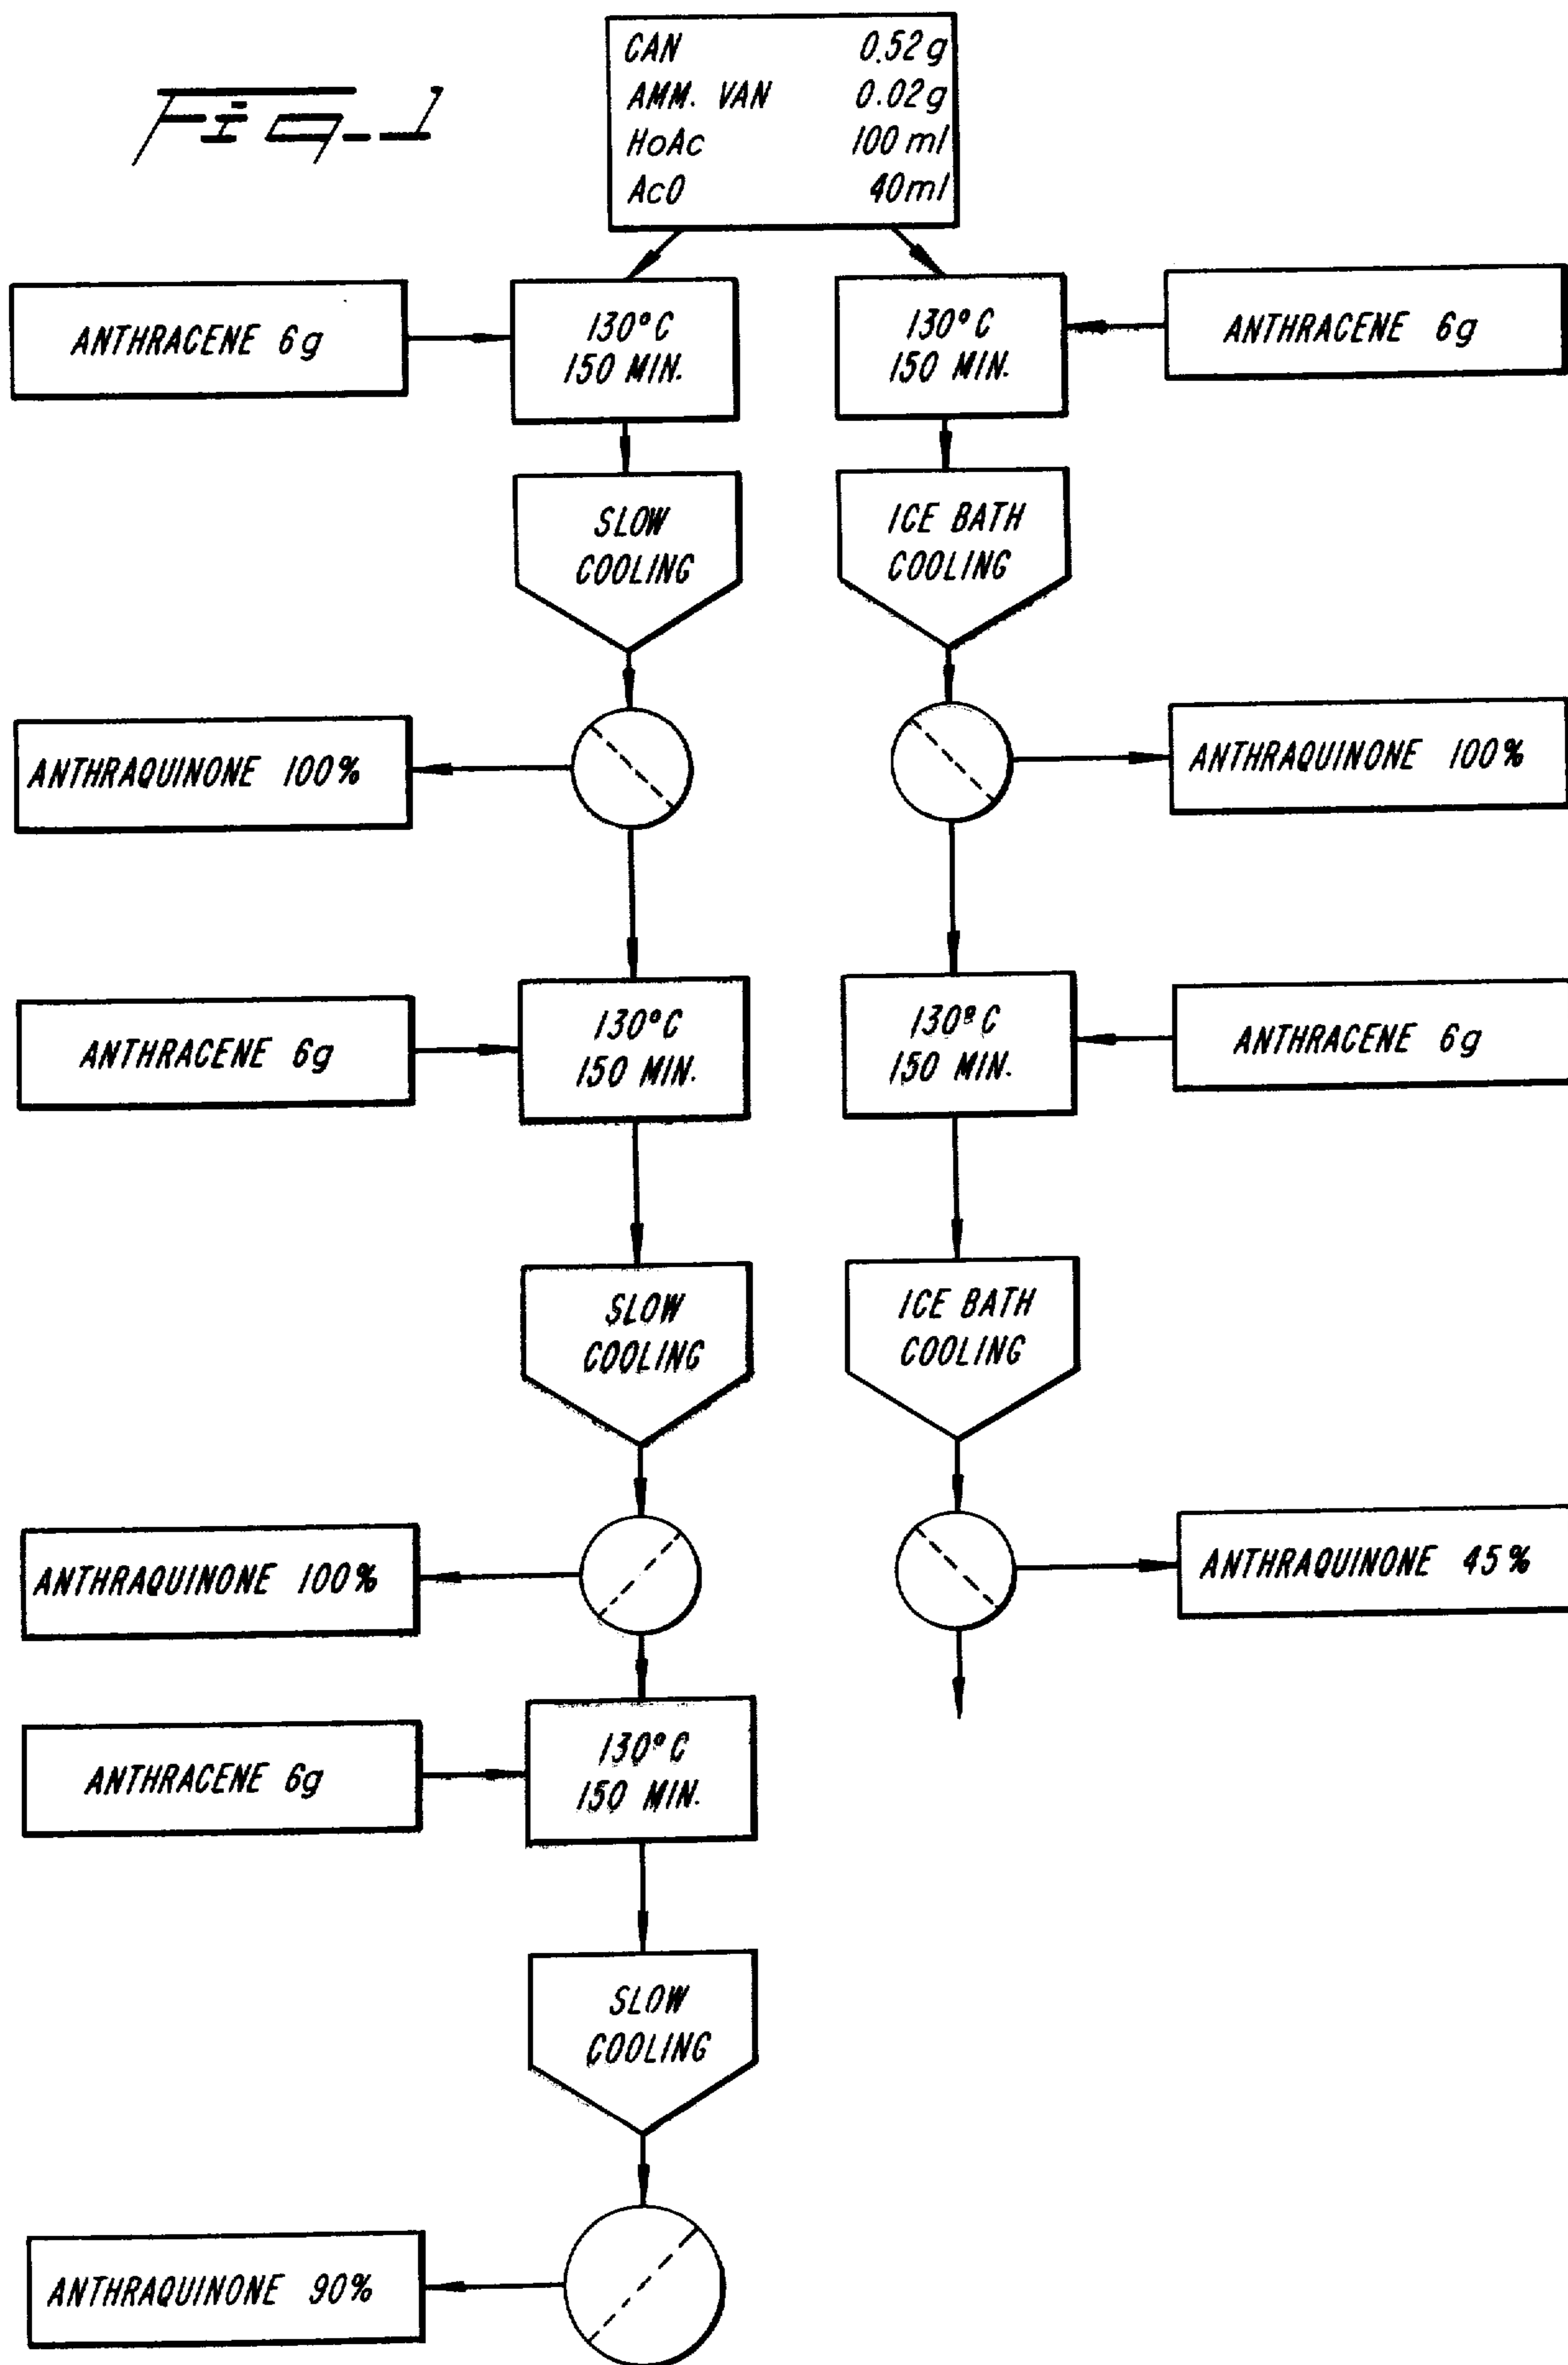 Fig_1
CAN 0.52g
AMM. VAN 0.02g
HoAc 100 ml
AcO 40ml
ANTHRACENE 6g
130°C
150 MIN.
130°C
150 MIN.
ANTHRACENE 6g
SLOW
COOLING
ICE BATH
COOLING
ANTHRAQUINONE 100%
ANTHRAQUINONE 100%
ANTHRACENE 6g
130°C
150 MIN.
130°C
150 MIN.
ANTHRACENE 6g
SLOW
COOLING
ICE BATH
COOLING
ANTHRAQUINONE 100%
ANTHRAQUINONE 45%
ANTHRACENE 6g
130°C
150 MIN.
SLOW
COOLING
ANTHRAQUINONE 90%